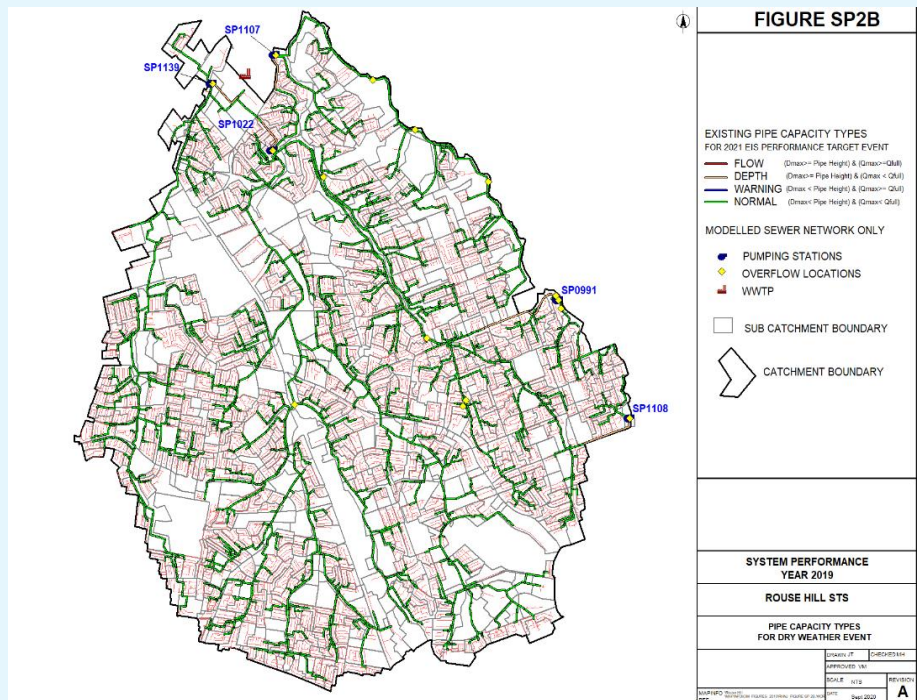 FIGURE SP2B
SP1107
SP1139
SP1022
SP0991
SP1108
EXISTING PIPE CAPACITY TYPES
FOR 2021 EIS PERFORMANCE TARGET EVENT
FLOW (Dmax>= Pipe Height) & (Qmax>=Qfull)
DEPTH (Dmax>= Pipe Height) & (Qmax < Qfull)
WARNING (Dmax < Pipe Height) & (Qmax>= Qfull)
NORMAL (Dmax< Pipe Height) & (Qmax< Qfull)
MODELLED SEWER NETWORK ONLY
PUMPING STATIONS
OVERFLOW LOCATIONS
WWTP
SUB CATCHMENT BOUNDARY
CATCHMENT BOUNDARY
SYSTEM PERFORMANCE
YEAR 2019
ROUSE HILL STS
PIPE CAPACITY TYPES
FOR DRY WEATHER EVENT
DRAWN JT CHECKED MH
APPROVED VM
SCALE NTS REVISION
DATE Sept 2020 A
MAPINFO